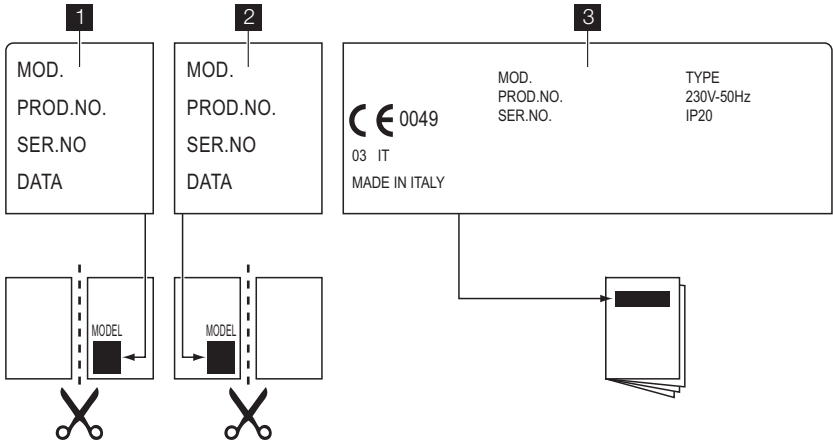 1
MOD.
PROD.NO.
SER.NO
DATA
2
MOD.
PROD.NO.
SER.NO
DATA
3
MOD.
PROD.NO.
SER.NO.
TYPE
230V-50Hz
IP20
CE 0049
03 IT
MADE IN ITALY
MODEL
MODEL